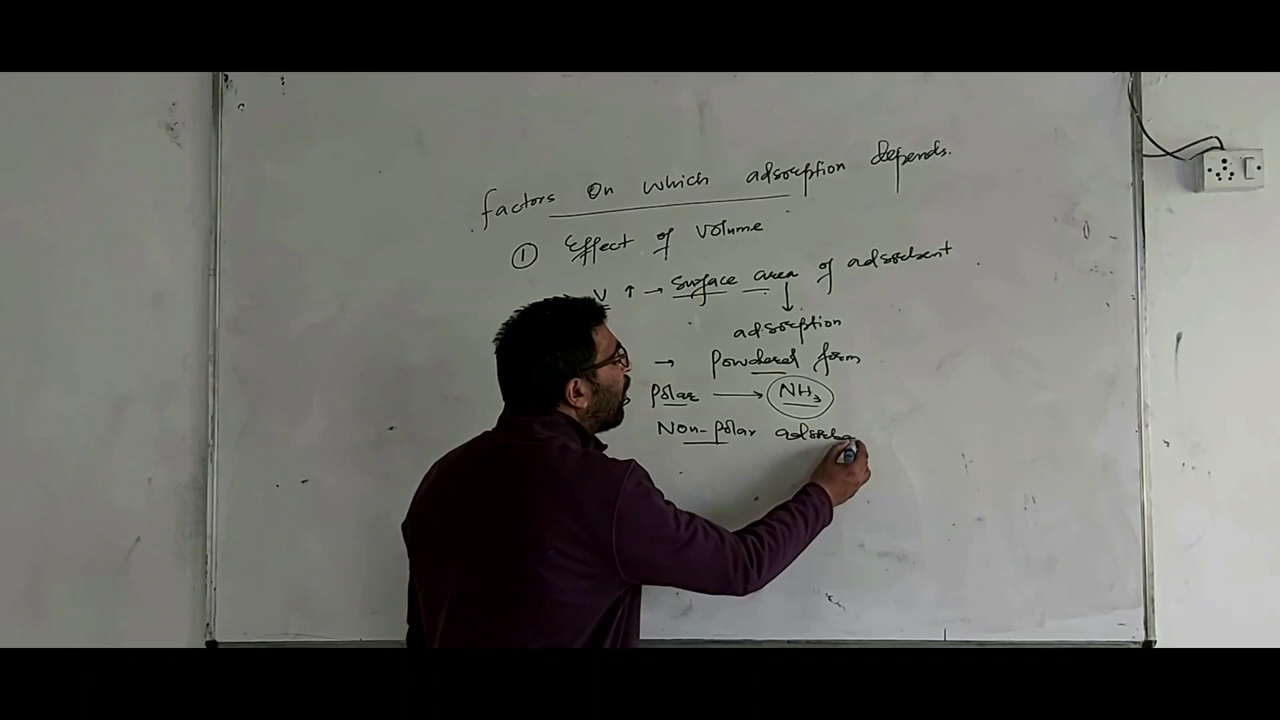 factors On which adsorption depends.
① Effect of Volume
V ↑ → Surface area of adsorbent
↓
adsorption
→ Powdered form
Polar ⟶ NH₃
Non-polar adsorba